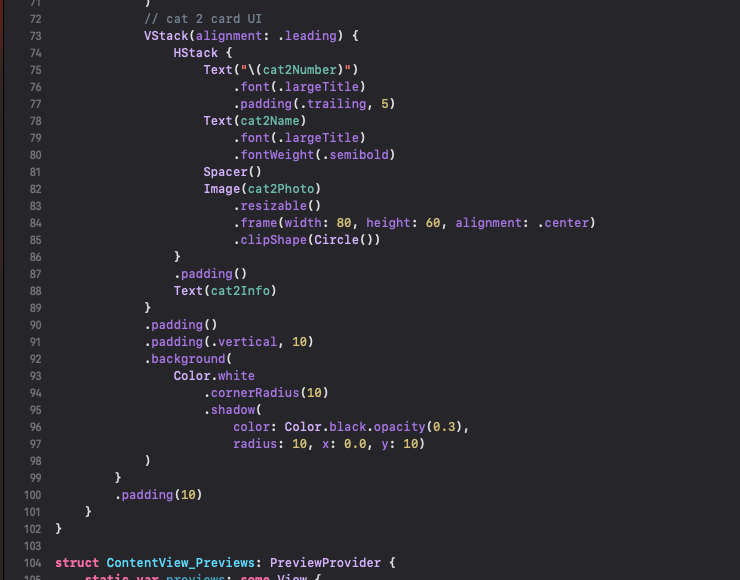 71 )
72 // cat 2 card UI
73 VStack(alignment: .leading) {
74 HStack {
75 Text("\(cat2Number)")
76 .font(.largeTitle)
77 .padding(.trailing, 5)
78 Text(cat2Name)
79 .font(.largeTitle)
80 .fontWeight(.semibold)
81 Spacer()
82 Image(cat2Photo)
83 .resizable()
84 .frame(width: 80, height: 60, alignment: .center)
85 .clipShape(Circle())
86 }
87 .padding()
88 Text(cat2Info)
89 }
90 .padding()
91 .padding(.vertical, 10)
92 .background(
93 Color.white
94 .cornerRadius(10)
95 .shadow(
96 color: Color.black.opacity(0.3),
97 radius: 10, x: 0.0, y: 10)
98 )
99 }
100 .padding(10)
101 }
102 }
103
104 struct ContentView_Previews: PreviewProvider {
105 static var previews: some View {